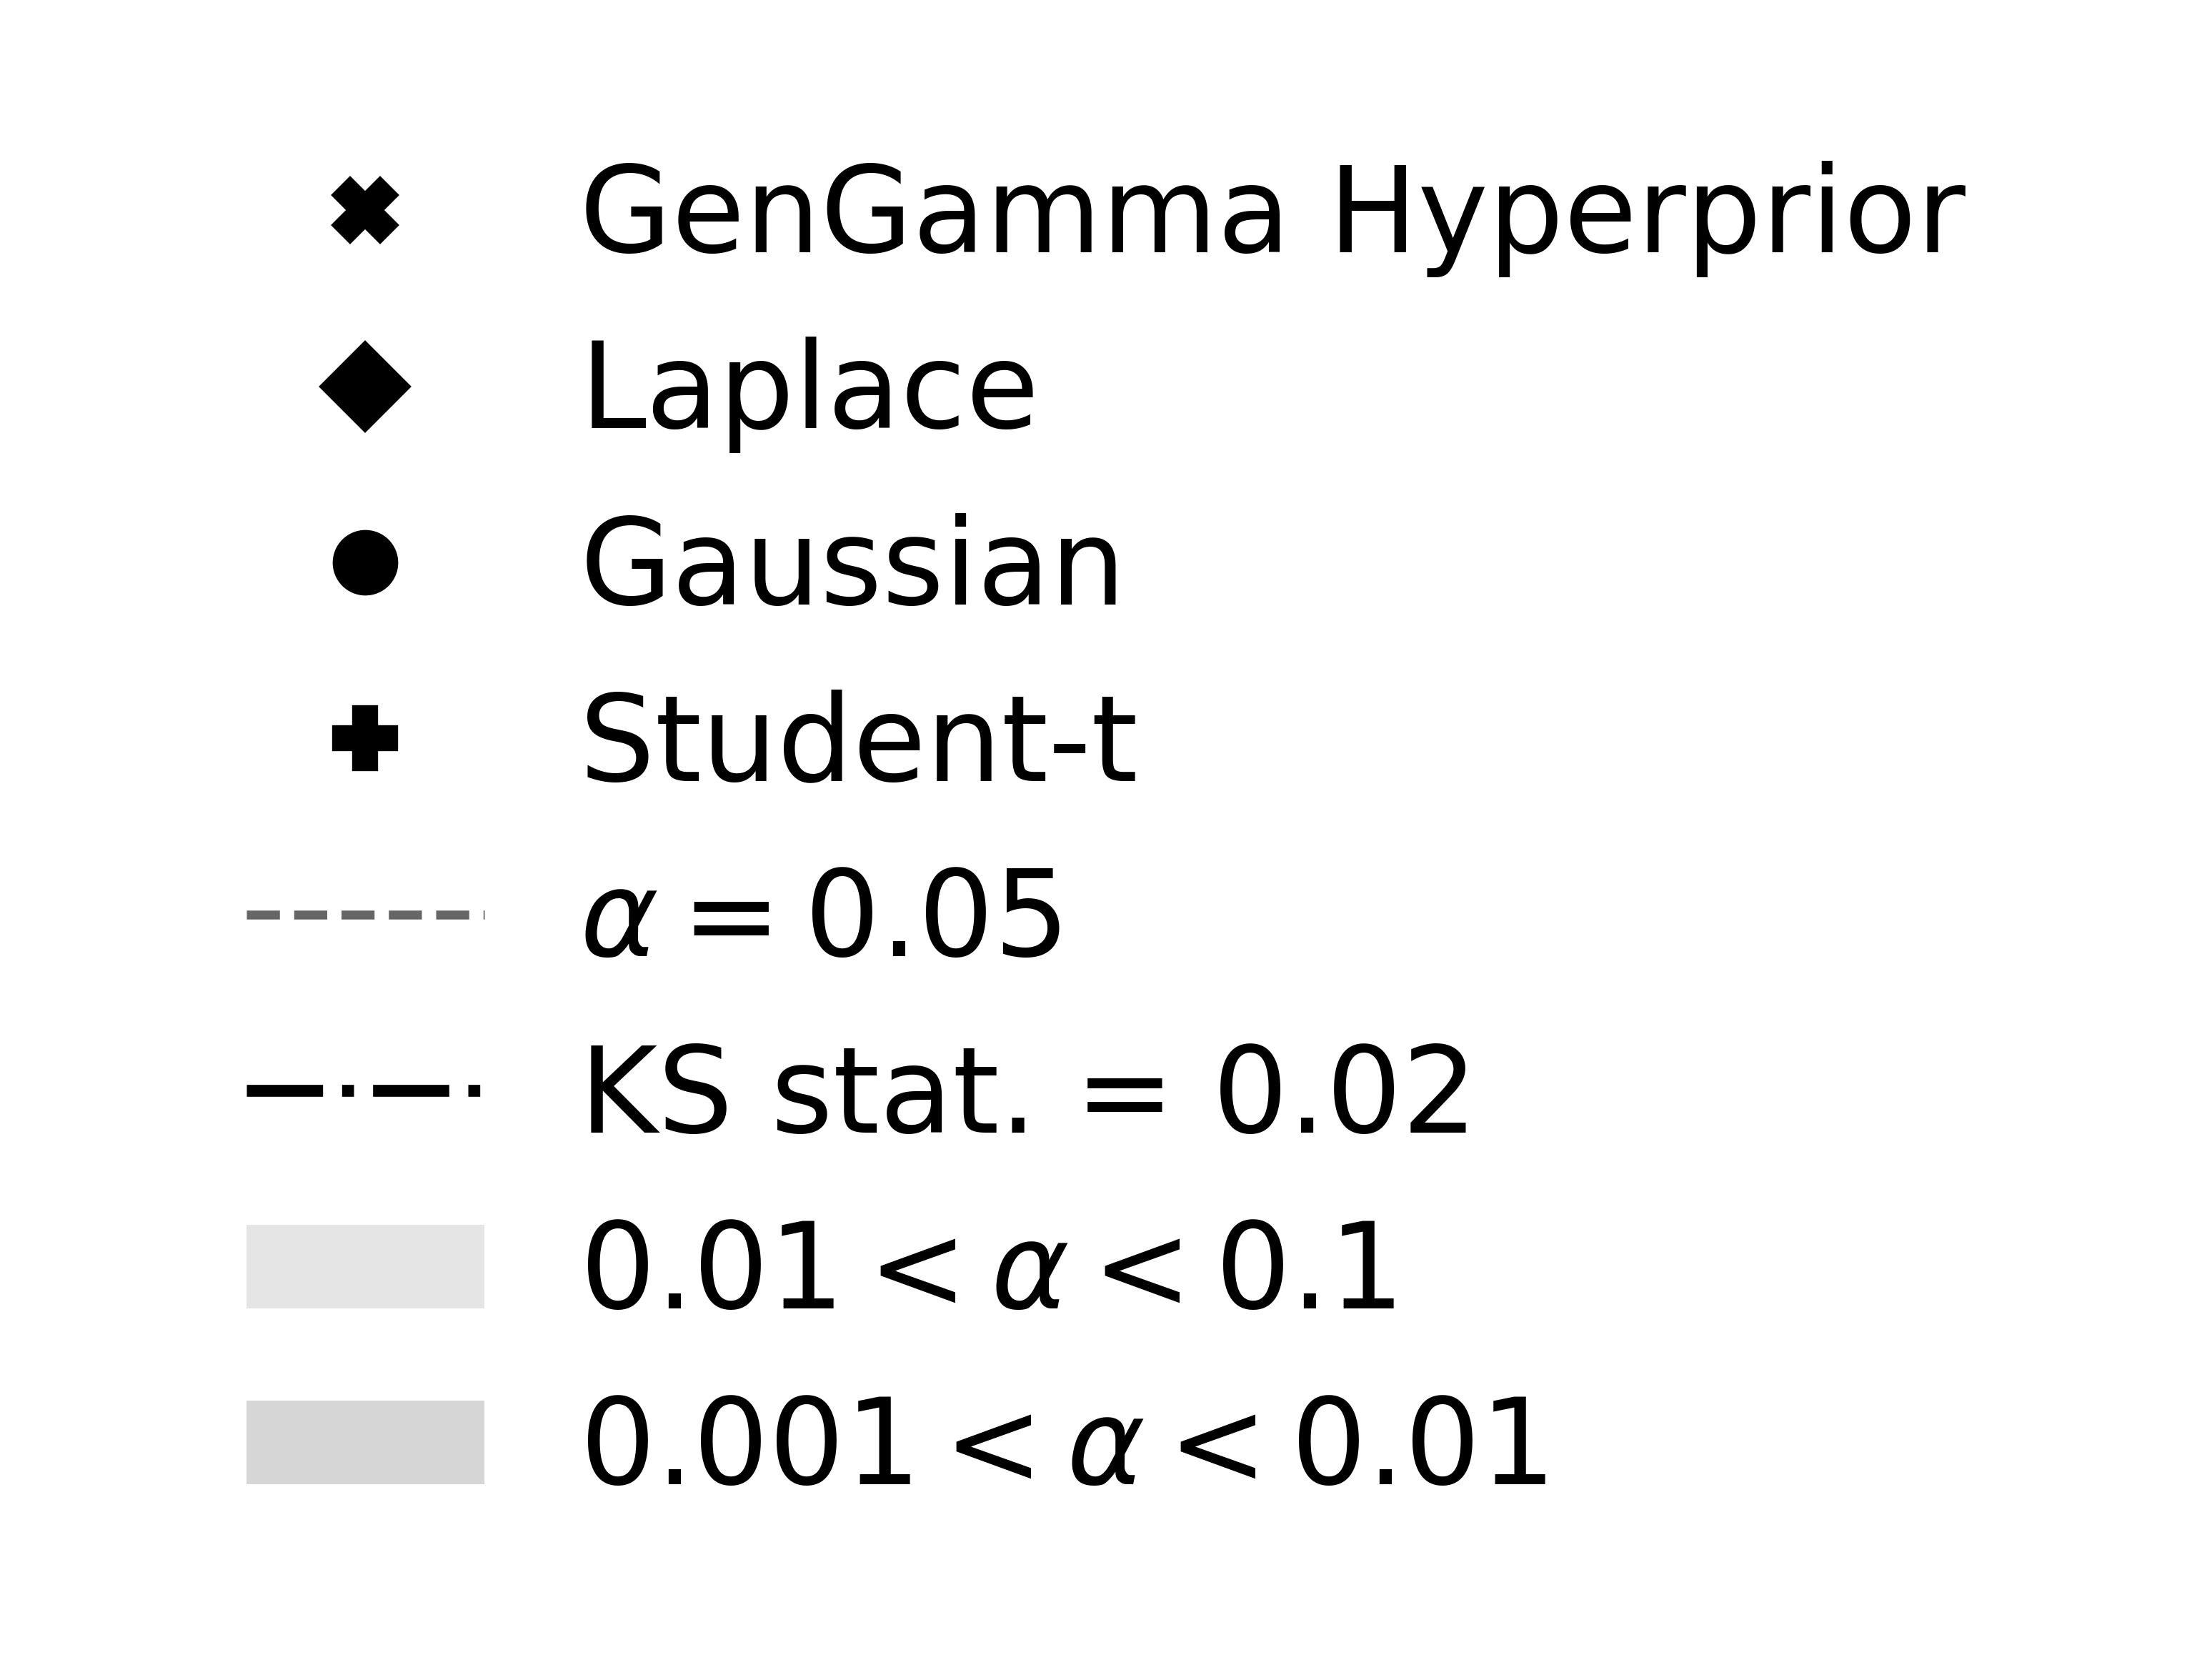 GenGamma Hyperprior
Laplace
Gaussian
Student-t
α = 0.05
KS stat. = 0.02
0.01 < α < 0.1
0.001 < α < 0.01